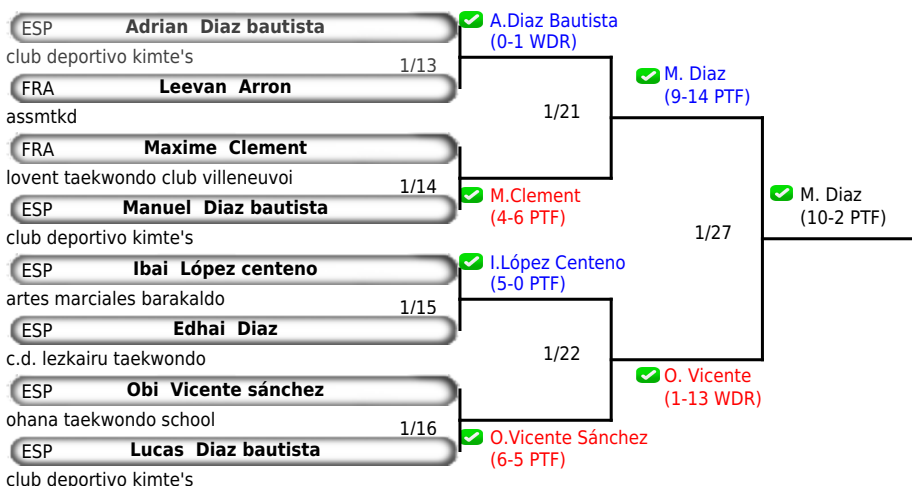 ESP Adrian Diaz bautista
club deportivo kimte's
1/13
FRA Leevan Arron
assmtkd
FRA Maxime Clement
lovent taekwondo club villeneuvoi
1/14
ESP Manuel Diaz bautista
club deportivo kimte's
ESP Ibai López centeno
artes marciales barakaldo
1/15
ESP Edhai Diaz
c.d. lezkairu taekwondo
ESP Obi Vicente sánchez
ohana taekwondo school
1/16
ESP Lucas Diaz bautista
club deportivo kimte's
A.Diaz Bautista
(0-1 WDR)
1/21
M.Clement
(4-6 PTF)
I.López Centeno
(5-0 PTF)
1/22
O.Vicente Sánchez
(6-5 PTF)
M. Diaz
(9-14 PTF)
1/27
O. Vicente
(1-13 WDR)
M. Diaz
(10-2 PTF)